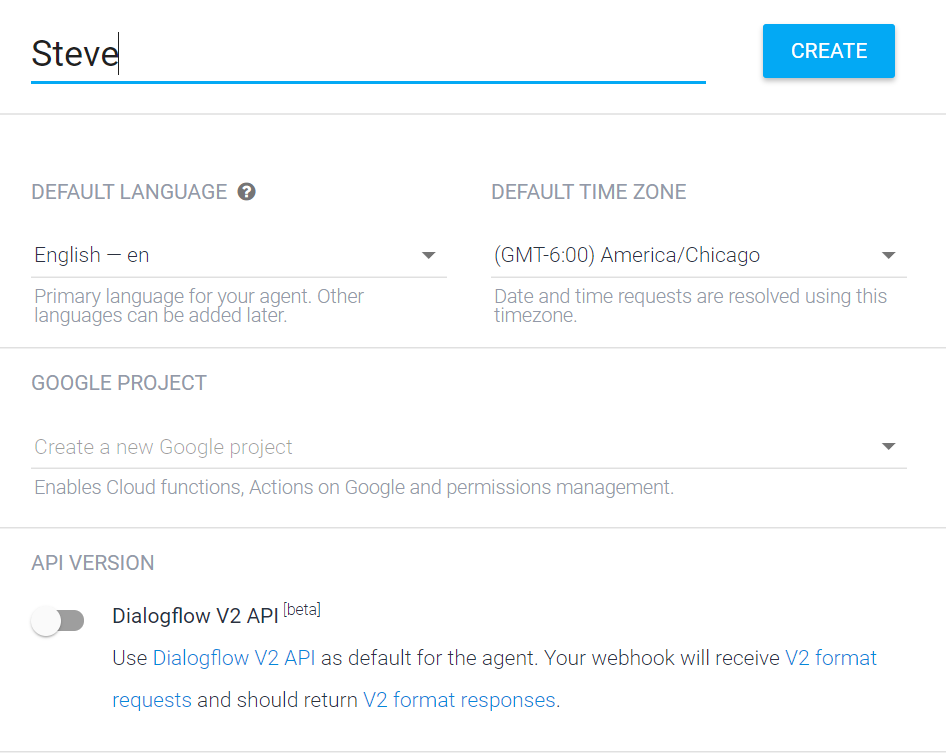 Steve
CREATE
DEFAULT LANGUAGE ?
DEFAULT TIME ZONE
English — en
(GMT-6:00) America/Chicago
Primary language for your agent. Other
languages can be added later.
Date and time requests are resolved using this
timezone.
GOOGLE PROJECT
Create a new Google project
Enables Cloud functions, Actions on Google and permissions management.
API VERSION
Dialogflow V2 API [beta]
Use Dialogflow V2 API as default for the agent. Your webhook will receive V2 format
requests and should return V2 format responses.